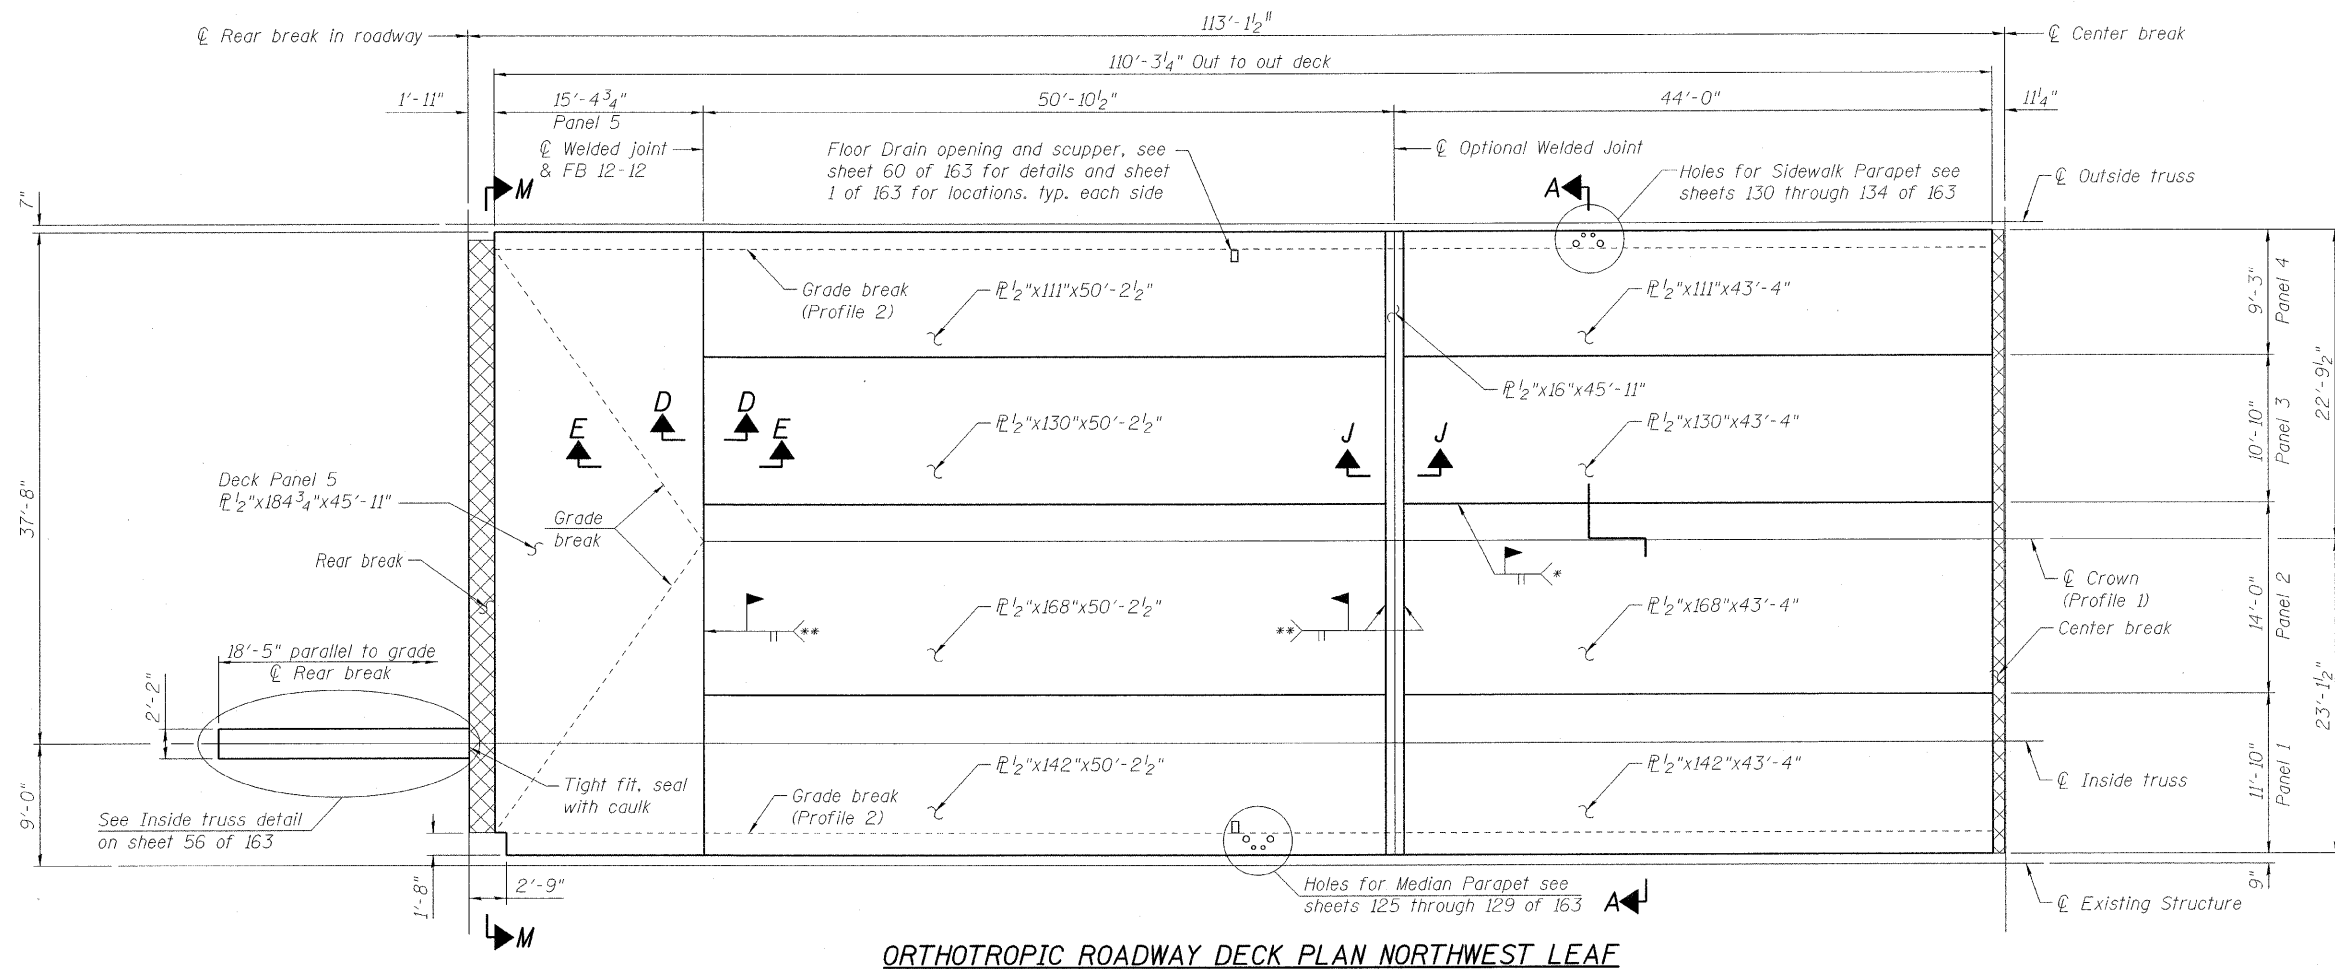 113'-1½"
℄ Rear break in roadway
℄ Center break
110'-3¼" Out to out deck
1'-11"
15'-4¾"
Panel 5
50'-10½"
44'-0"
11¼"
℄ Welded joint
& FB 12-12
Floor Drain opening and scupper, see
sheet 60 of 163 for details and sheet
1 of 163 for locations. typ. each side
℄ Optional Welded Joint
Holes for Sidewalk Parapet see
sheets 130 through 134 of 163
℄ Outside truss
M
A
7"
Grade break
(Profile 2)
℄½"x111"x50'-2½"
℄½"x111"x43'-4"
9'-3"
Panel 4
22'-9½"
℄½"x16"x45'-11"
D
D
E
E
J
J
℄½"x130"x50'-2½"
℄½"x130"x43'-4"
10'-10"
Panel 3
Deck Panel 5
℄½"x184¾"x45'-11"
37'-8"
Grade
break
Rear break
*
℄ Crown
(Profile 1)
Center break
℄½"x168"x50'-2½"
℄½"x168"x43'-4"
**
**
14'-0"
Panel 2
18'-5" parallel to grade
℄ Rear break
2'-2"
23'-1½"
℄½"x142"x50'-2½"
℄½"x142"x43'-4"
℄ Inside truss
11'-10"
Panel 1
Tight fit, seal
with caulk
Grade break
(Profile 2)
9'-0"
See Inside truss detail
on sheet 56 of 163
1'-8"
2'-9"
Holes for Median Parapet see
sheets 125 through 129 of 163
A
9"
℄ Existing Structure
M
ORTHOTROPIC ROADWAY DECK PLAN NORTHWEST LEAF